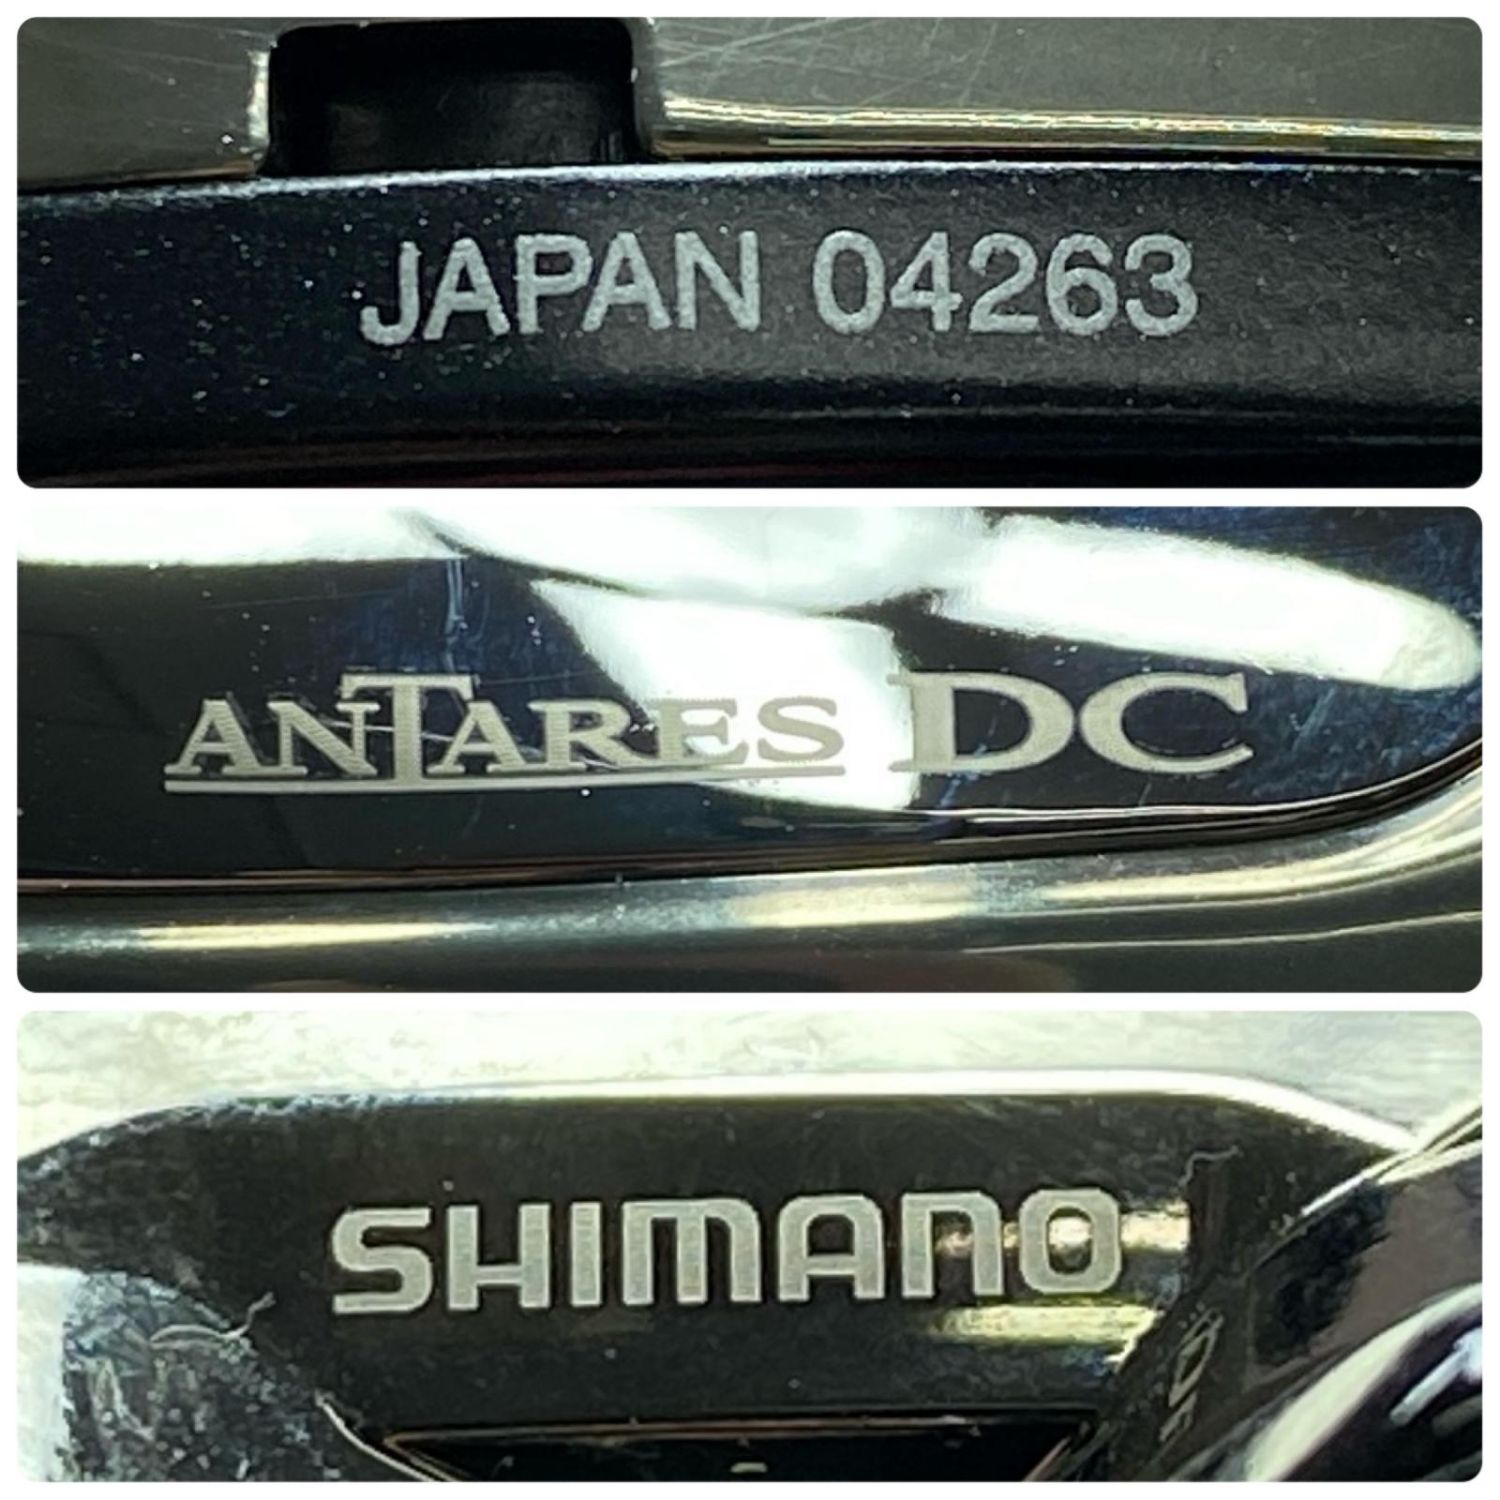 JAPAN 04263
ANTARES DC
SHIMANO